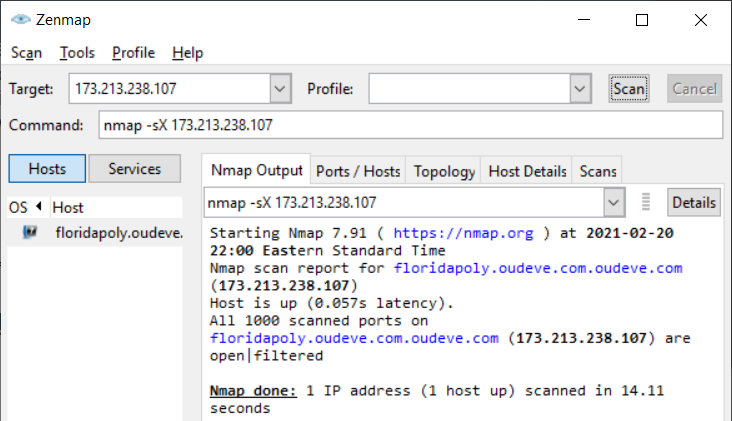 Zenmap
Scan Tools Profile Help
Target: 173.213.238.107 Profile: Scan Cancel
Command: nmap -sX 173.213.238.107
Hosts Services
Nmap Output Ports / Hosts Topology Host Details Scans
nmap -sX 173.213.238.107 Details
OS Host
floridapoly.oudeve.
Starting Nmap 7.91 ( https://nmap.org ) at 2021-02-20
22:00 Eastern Standard Time
Nmap scan report for floridapoly.oudeve.com.oudeve.com
(173.213.238.107)
Host is up (0.057s latency).
All 1000 scanned ports on
floridapoly.oudeve.com.oudeve.com (173.213.238.107) are
open|filtered
Nmap done: 1 IP address (1 host up) scanned in 14.11
seconds